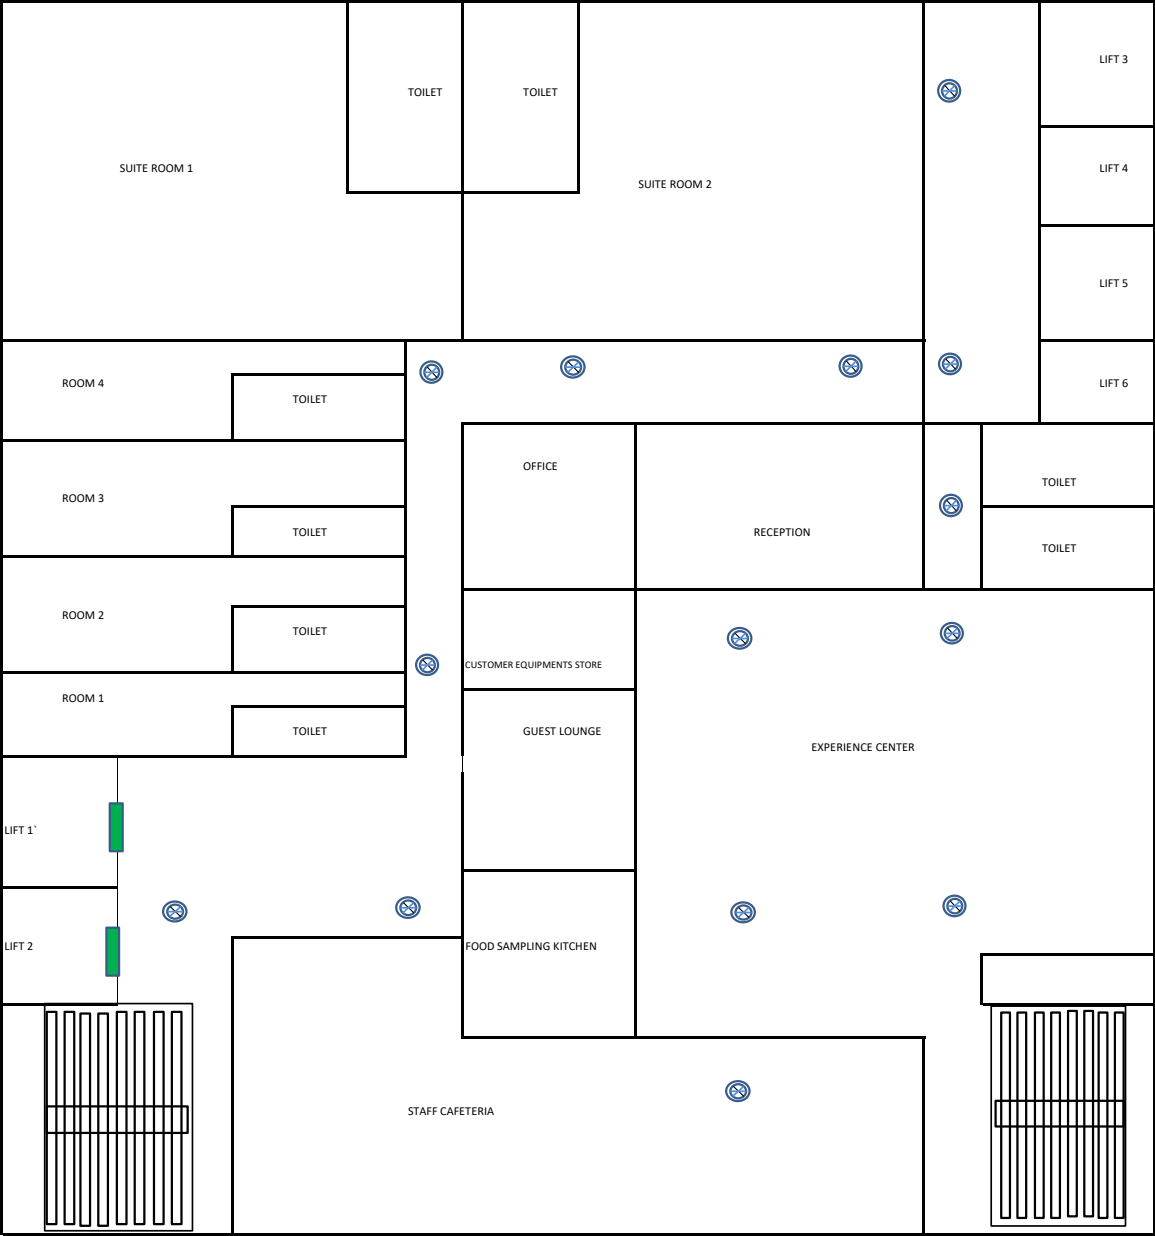 LIFT 3
TOILET
TOILET
SUITE ROOM 1
LIFT 4
SUITE ROOM 2
LIFT 5
ROOM 4
LIFT 6
TOILET
OFFICE
TOILET
ROOM 3
TOILET
RECEPTION
TOILET
ROOM 2
TOILET
CUSTOMER EQUIPMENTS STORE
ROOM 1
TOILET
GUEST LOUNGE
EXPERIENCE CENTER
LIFT 1`
LIFT 2
FOOD SAMPLING KITCHEN
STAFF CAFETERIA